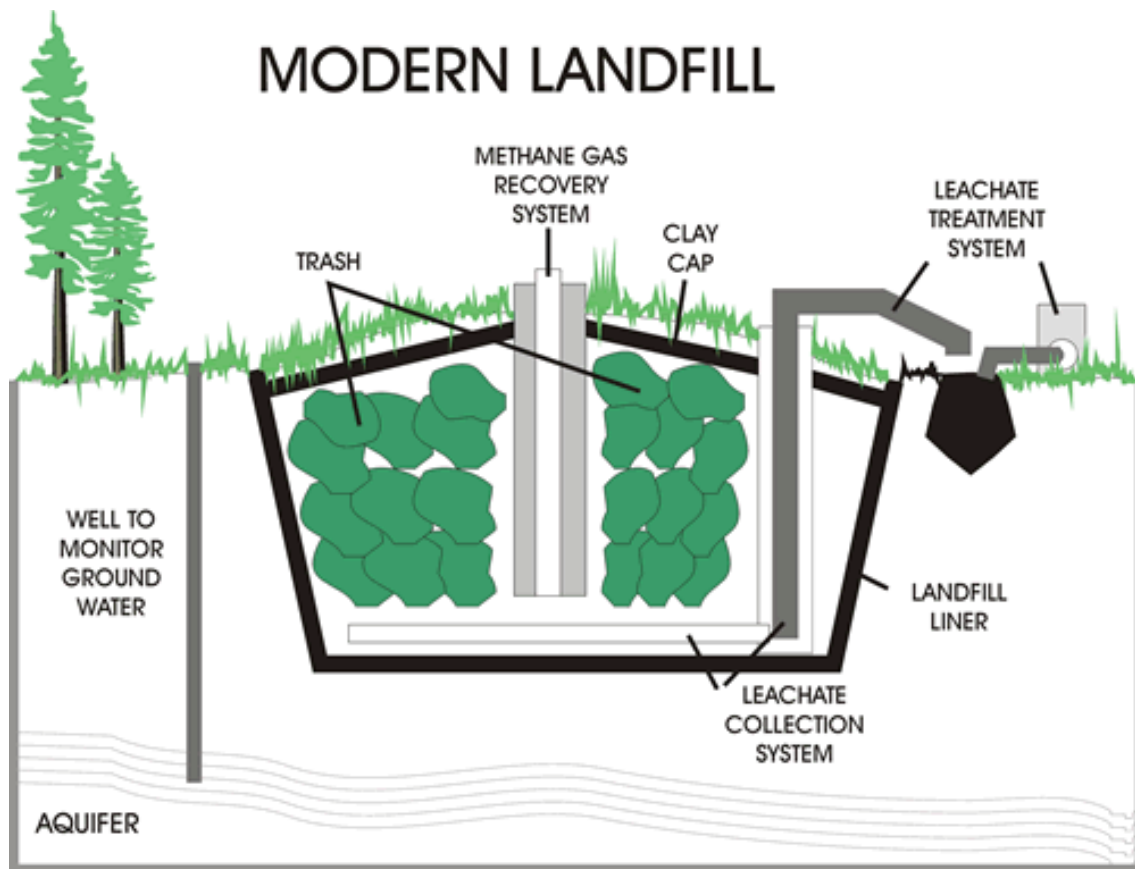 MODERN LANDFILL
METHANE GAS
RECOVERY
SYSTEM
LEACHATE
TREATMENT
SYSTEM
CLAY
CAP
TRASH
WELL TO
MONITOR
GROUND
WATER
LANDFILL
LINER
LEACHATE
COLLECTION
SYSTEM
AQUIFER